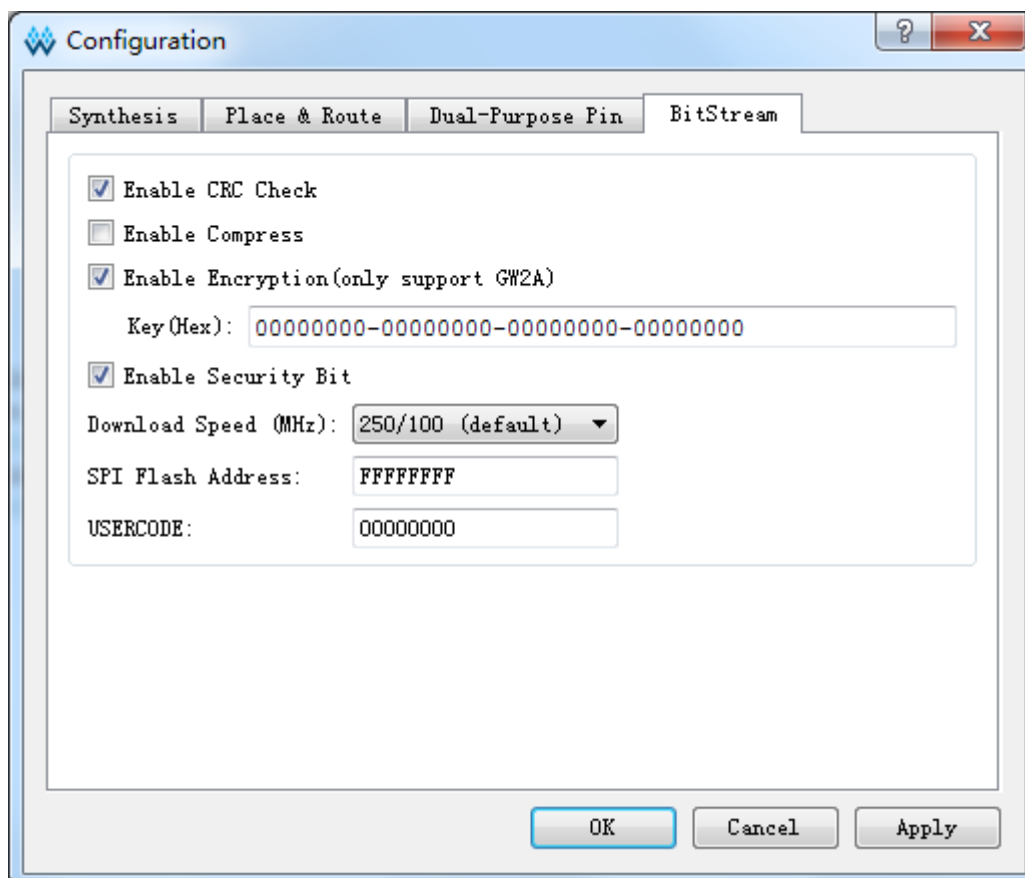 Configuration
Synthesis Place & Route Dual-Purpose Pin BitStream
Enable CRC Check
Enable Compress
Enable Encryption(only support GW2A)
Key(Hex): 00000000-00000000-00000000-00000000
Enable Security Bit
Download Speed (MHz): 250/100 (default)
SPI Flash Address: FFFFFFFF
USERCODE: 00000000
OK Cancel Apply